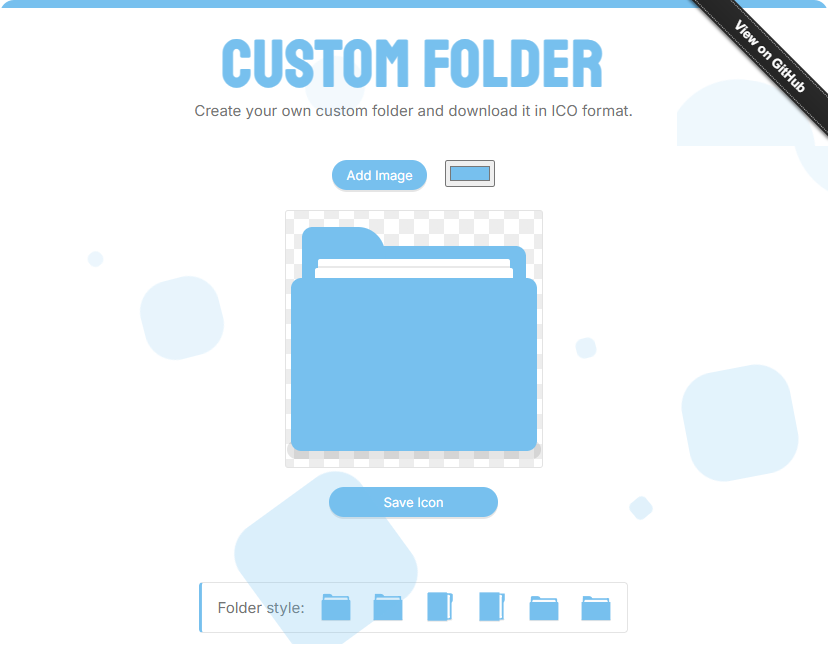 View on GitHub
CUSTOM FOLDER
Create your own custom folder and download it in ICO format.
Add Image
Save Icon
Folder style: